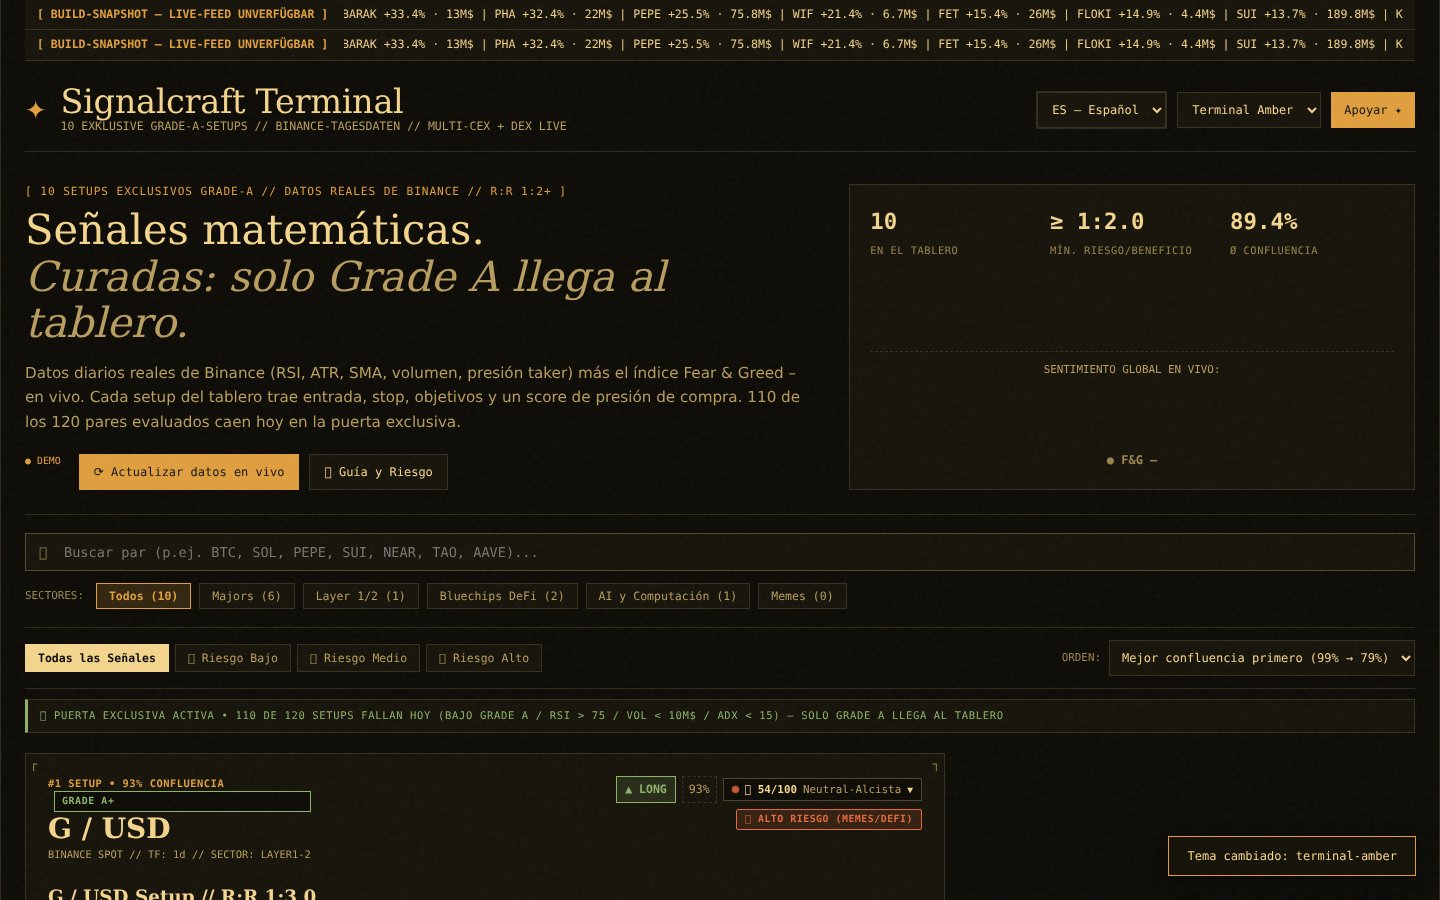 [ BUILD-SNAPSHOT — LIVE-FEED UNVERFÜGBAR ] BARAK +33.4% · 13M$ | PHA +32.4% · 22M$ | PEPE +25.5% · 75.8M$ | WIF +21.4% · 6.7M$ | FET +15.4% · 26M$ | FLOKI +14.9% · 4.4M$ | SUI +13.7% · 189.8M$ | K
[ BUILD-SNAPSHOT — LIVE-FEED UNVERFÜGBAR ] BARAK +33.4% · 13M$ | PHA +32.4% · 22M$ | PEPE +25.5% · 75.8M$ | WIF +21.4% · 6.7M$ | FET +15.4% · 26M$ | FLOKI +14.9% · 4.4M$ | SUI +13.7% · 189.8M$ | K
✦ Signalcraft Terminal
10 EXKLUSIVE GRADE-A-SETUPS // BINANCE-TAGESDATEN // MULTI-CEX + DEX LIVE
ES — Español
Terminal Amber
Apoyar ✦
[ 10 SETUPS EXCLUSIVOS GRADE-A // DATOS REALES DE BINANCE // R:R 1:2+ ]
Señales matemáticas.
Curadas: solo Grade A llega al
tablero.
Datos diarios reales de Binance (RSI, ATR, SMA, volumen, presión taker) más el índice Fear & Greed –
en vivo. Cada setup del tablero trae entrada, stop, objetivos y un score de presión de compra. 110 de
los 120 pares evaluados caen hoy en la puerta exclusiva.
● DEMO
⟳ Actualizar datos en vivo
Guía y Riesgo
10 ≥ 1:2.0 89.4%
EN EL TABLERO MÍN. RIESGO/BENEFICIO Ø CONFLUENCIA
SENTIMIENTO GLOBAL EN VIVO:
● F&G —
Buscar par (p.ej. BTC, SOL, PEPE, SUI, NEAR, TAO, AAVE)...
SECTORES: Todos (10) Majors (6) Layer 1/2 (1) Bluechips DeFi (2) AI y Computación (1) Memes (0)
Todas las Señales Riesgo Bajo Riesgo Medio Riesgo Alto
ORDEN: Mejor confluencia primero (99% → 79%)
PUERTA EXCLUSIVA ACTIVA • 110 DE 120 SETUPS FALLAN HOY (BAJO GRADE A / RSI > 75 / VOL < 10M$ / ADX < 15) — SOLO GRADE A LLEGA AL TABLERO
#1 SETUP • 93% CONFLUENCIA
GRADE A+
G / USD
BINANCE SPOT // TF: 1d // SECTOR: LAYER1-2
▲ LONG 93% 54/100 Neutral-Alcista ▼
ALTO RIESGO (MEMES/DEFI)
G / USD Setup // R:R 1:3.0
Tema cambiado: terminal-amber